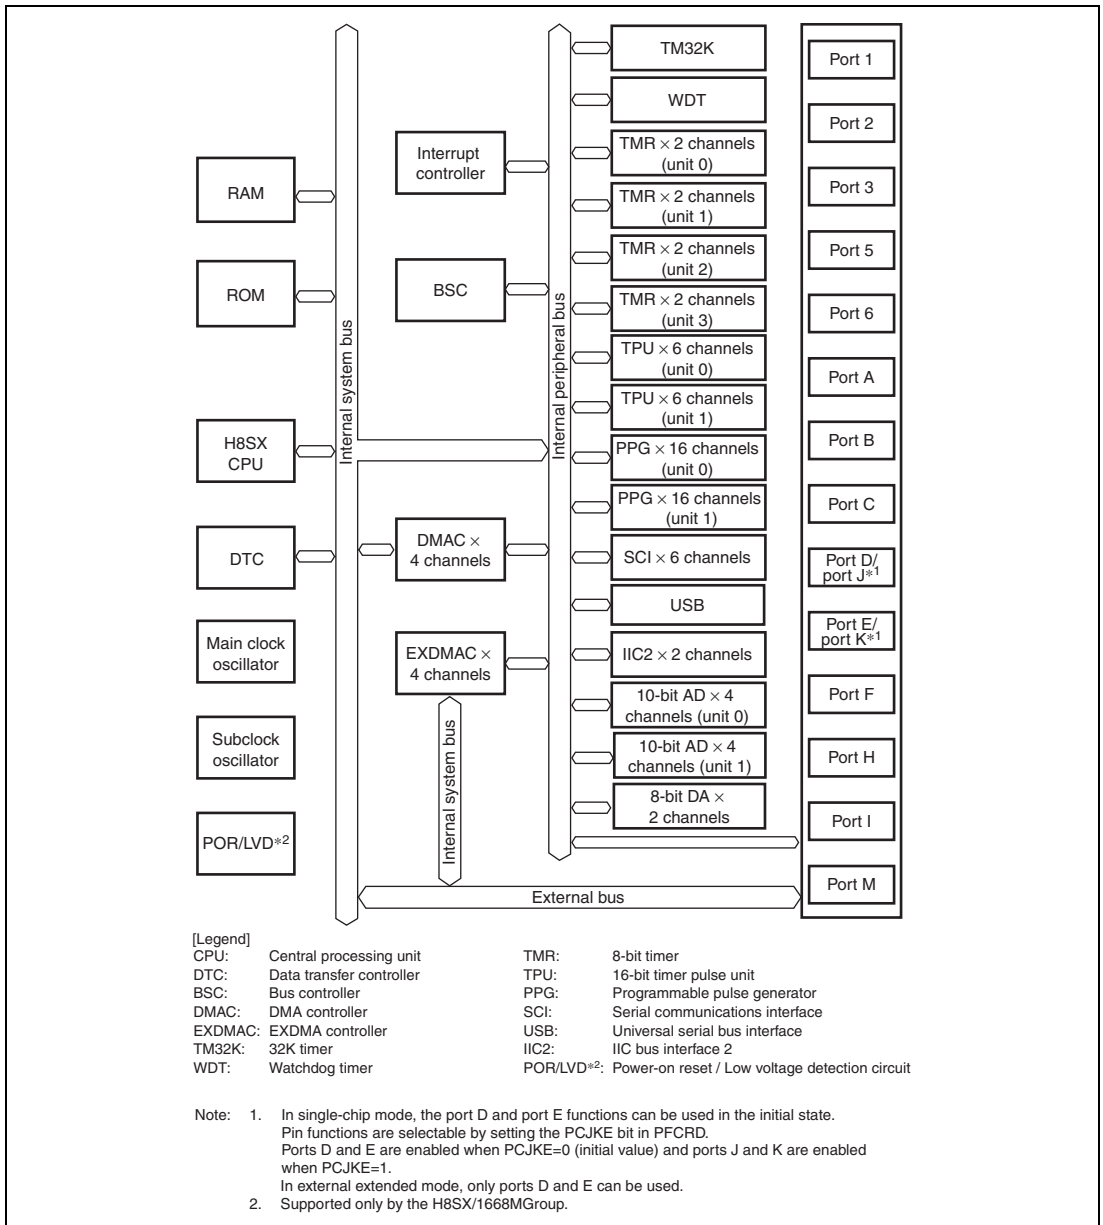 RAM
ROM
H8SX
CPU
DTC
Main clock
oscillator
Subclock
oscillator
POR/LVD*2
Internal system bus
Interrupt
controller
BSC
DMAC ×
4 channels
EXDMAC ×
4 channels
Internal system bus
Internal peripheral bus
External bus
TM32K
WDT
TMR × 2 channels
(unit 0)
TMR × 2 channels
(unit 1)
TMR × 2 channels
(unit 2)
TMR × 2 channels
(unit 3)
TPU × 6 channels
(unit 0)
TPU × 6 channels
(unit 1)
PPG × 16 channels
(unit 0)
PPG × 16 channels
(unit 1)
SCI × 6 channels
USB
IIC2 × 2 channels
10-bit AD × 4
channels (unit 0)
10-bit AD × 4
channels (unit 1)
8-bit DA ×
2 channels
Port 1
Port 2
Port 3
Port 5
Port 6
Port A
Port B
Port C
Port D/
port J*1
Port E/
port K*1
Port F
Port H
Port I
Port M
[Legend]
CPU: Central processing unit
DTC: Data transfer controller
BSC: Bus controller
DMAC: DMA controller
EXDMAC: EXDMA controller
TM32K: 32K timer
WDT: Watchdog timer
TMR: 8-bit timer
TPU: 16-bit timer pulse unit
PPG: Programmable pulse generator
SCI: Serial communications interface
USB: Universal serial bus interface
IIC2: IIC bus interface 2
POR/LVD*2: Power-on reset / Low voltage detection circuit
Note: 1. In single-chip mode, the port D and port E functions can be used in the initial state.
Pin functions are selectable by setting the PCJKE bit in PFCRD.
Ports D and E are enabled when PCJKE=0 (initial value) and ports J and K are enabled
when PCJKE=1.
In external extended mode, only ports D and E can be used.
2. Supported only by the H8SX/1668MGroup.